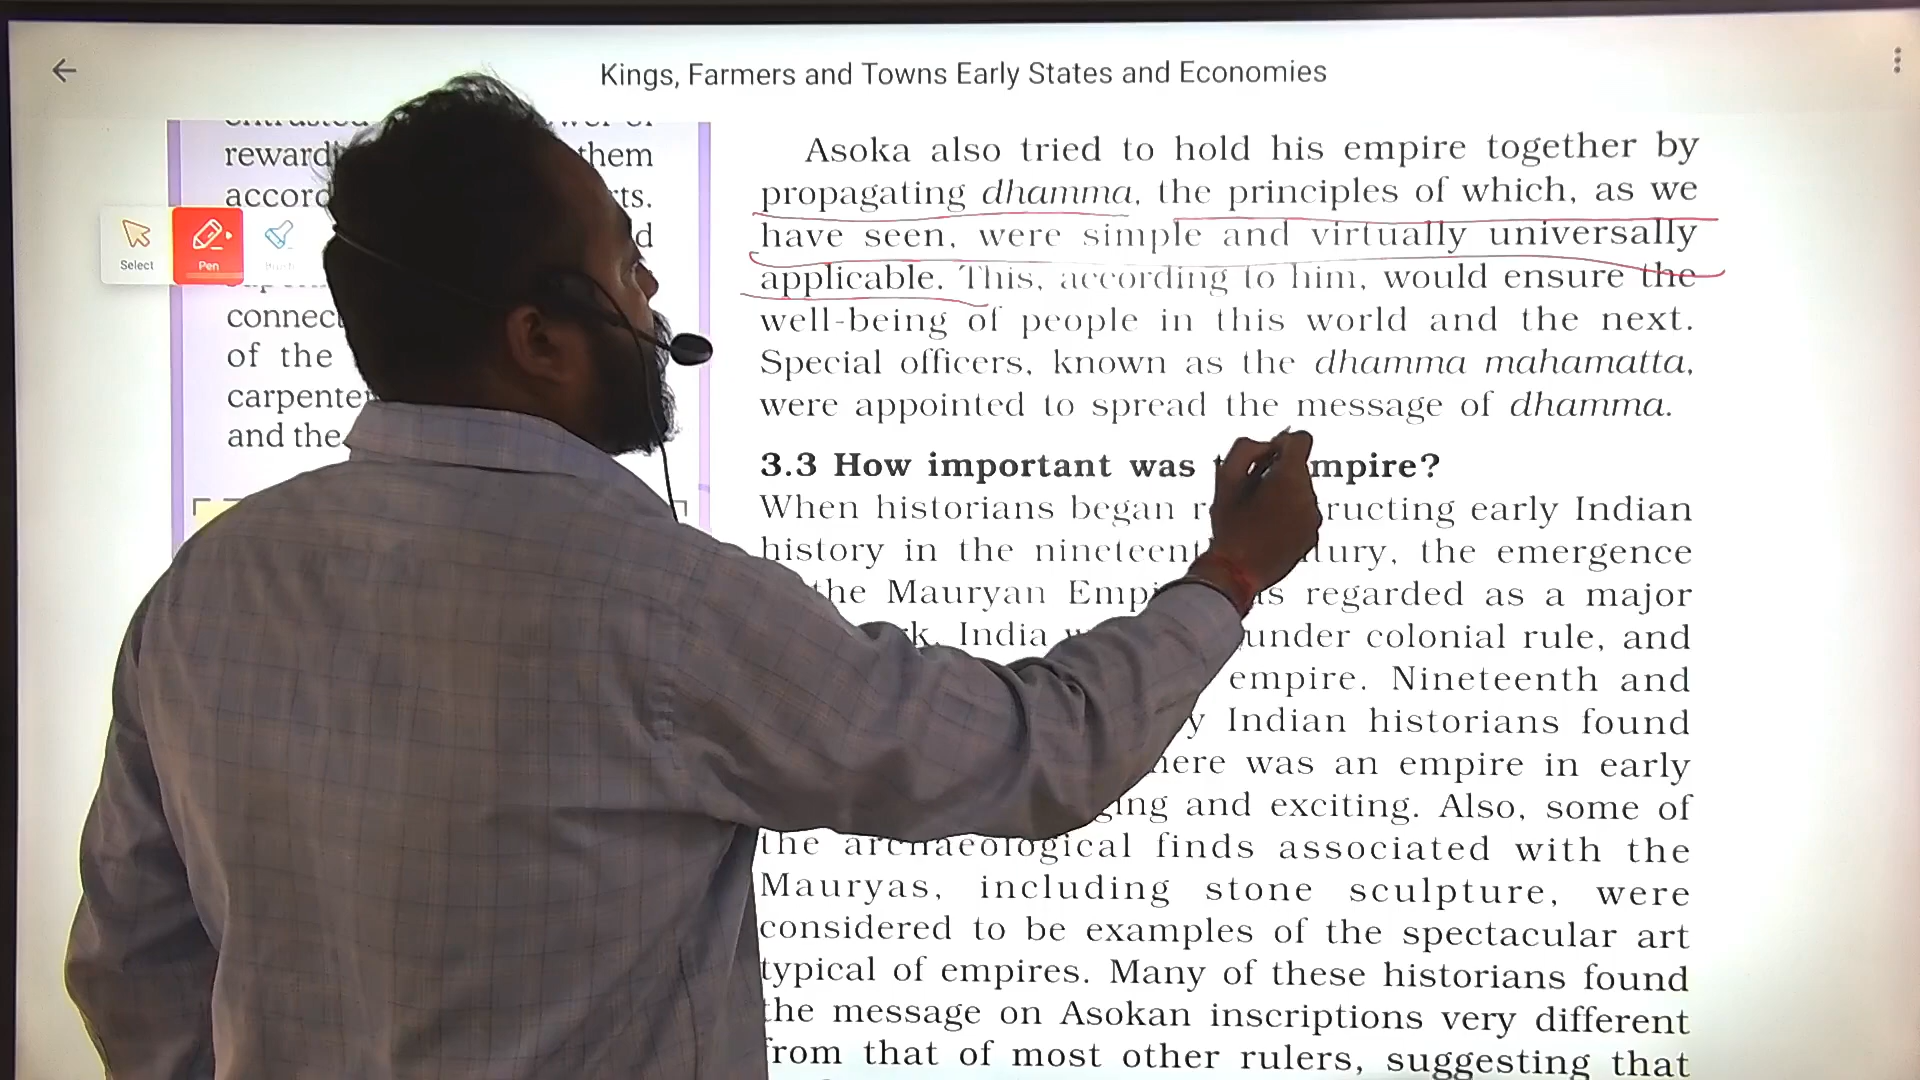 Kings, Farmers and Towns Early States and Economies
them
accord ts.
Select
Pen
connec
of the
carpenter
and the
Asoka also tried to hold his empire together by
propagating dhamma, the principles of which, as we
have seen, were simple and virtually universally
applicable. This, according to him, would ensure the
well-being of people in this world and the next.
Special officers, known as the dhamma mahamatta,
were appointed to spread the message of dhamma.
3.3 How important was mpire?
When historians began r ructing early Indian
history in the nineteent tury, the emergence
the Mauryan Emp s regarded as a major
k. India under colonial rule, and
empire. Nineteenth and
y Indian historians found
here was an empire in early
ging and exciting. Also, some of
the archaeological finds associated with the
Mauryas, including stone sculpture, were
considered to be examples of the spectacular art
typical of empires. Many of these historians found
the message on Asokan inscriptions very different
from that of most other rulers, suggesting that